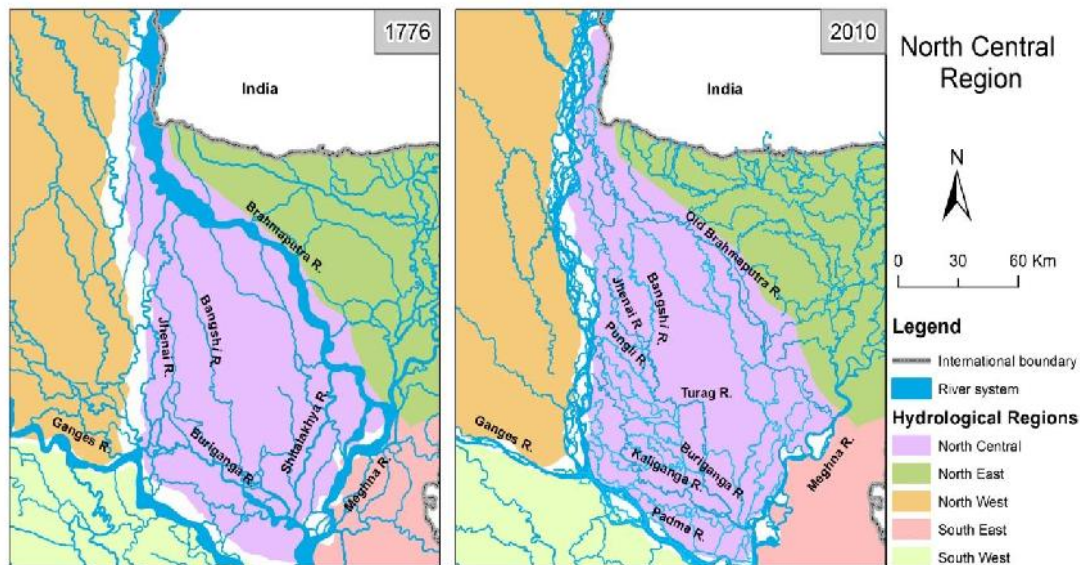 1776
India
Brahmaputra R.
Bangshi R.
Jhenai R.
Shitalakhya R.
Buriganga R.
Ganges R.
Meghna R.
2010
India
Old Brahmaputra R.
Bangshi R.
Jhenai R.
Pungli R.
Turag R.
Ganges R.
Buriganga R.
Kaliganga R.
Meghna R.
Padma R.
North Central
Region
N
0 30 60 Km
Legend
International boundary
River system
Hydrological Regions
North Central
North East
North West
South East
South West